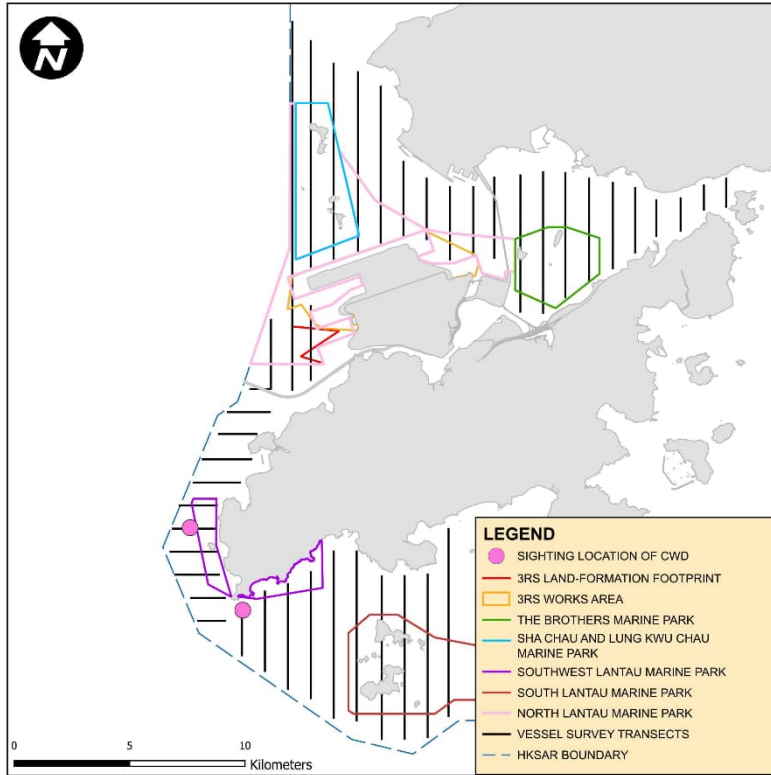 N
LEGEND
SIGHTING LOCATION OF CWD
3RS LAND-FORMATION FOOTPRINT
3RS WORKS AREA
THE BROTHERS MARINE PARK
SHA CHAU AND LUNG KWU CHAU
MARINE PARK
SOUTHWEST LANTAU MARINE PARK
SOUTH LANTAU MARINE PARK
NORTH LANTAU MARINE PARK
VESSEL SURVEY TRANSECTS
HKSAR BOUNDARY
0 5 10
Kilometers